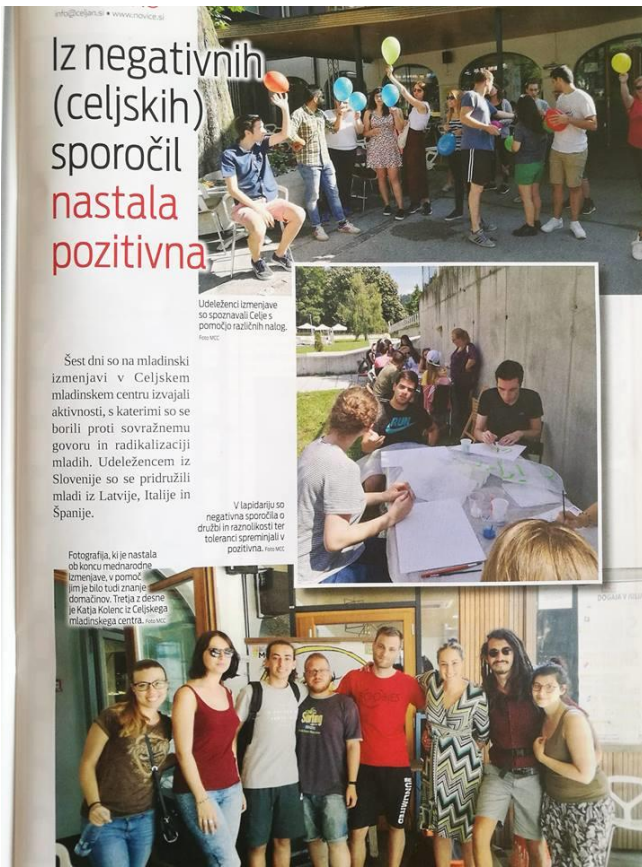 info@celjan.si • www.novice.si
Iz negativnih
(celjskih)
sporočil
nastala
pozitivna
Udeleženci izmenjave
so spoznavali Celje s
pomočjo različnih nalog.
Foto MCC
Šest dni so na mladinski
izmenjavi v Celjskem
mladinskem centru izvajali
aktivnosti, s katerimi so se
borili proti sovražnemu
govoru in radikalizaciji
mladih. Udeležencem iz
Slovenije so se pridružili
mladi iz Latvije, Italije in
Španije.
V lapidariju so
negativna sporočila o
družbi in raznolikosti ter
toleranci spreminjali v
pozitivna. Foto MCC
Fotografija, ki je nastala
ob koncu mednarodne
izmenjave, v pomoč
jim je bilo tudi znanje
domačinov. Tretja z desne
je Katja Kolenc iz Celjskega
mladinskega centra. Foto MCC